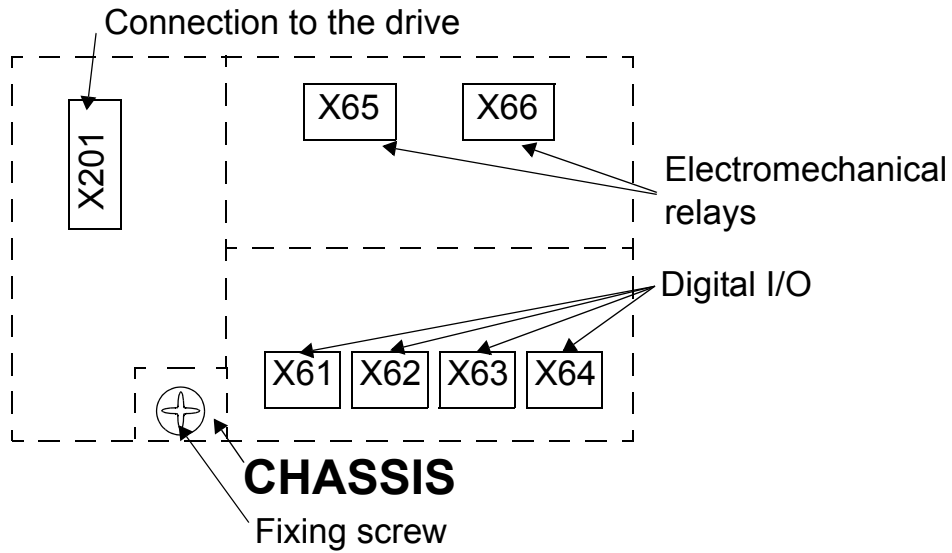 Connection to the drive
X201
X65
X66
Electromechanical
relays
Digital I/O
X61
X62
X63
X64
CHASSIS
Fixing screw